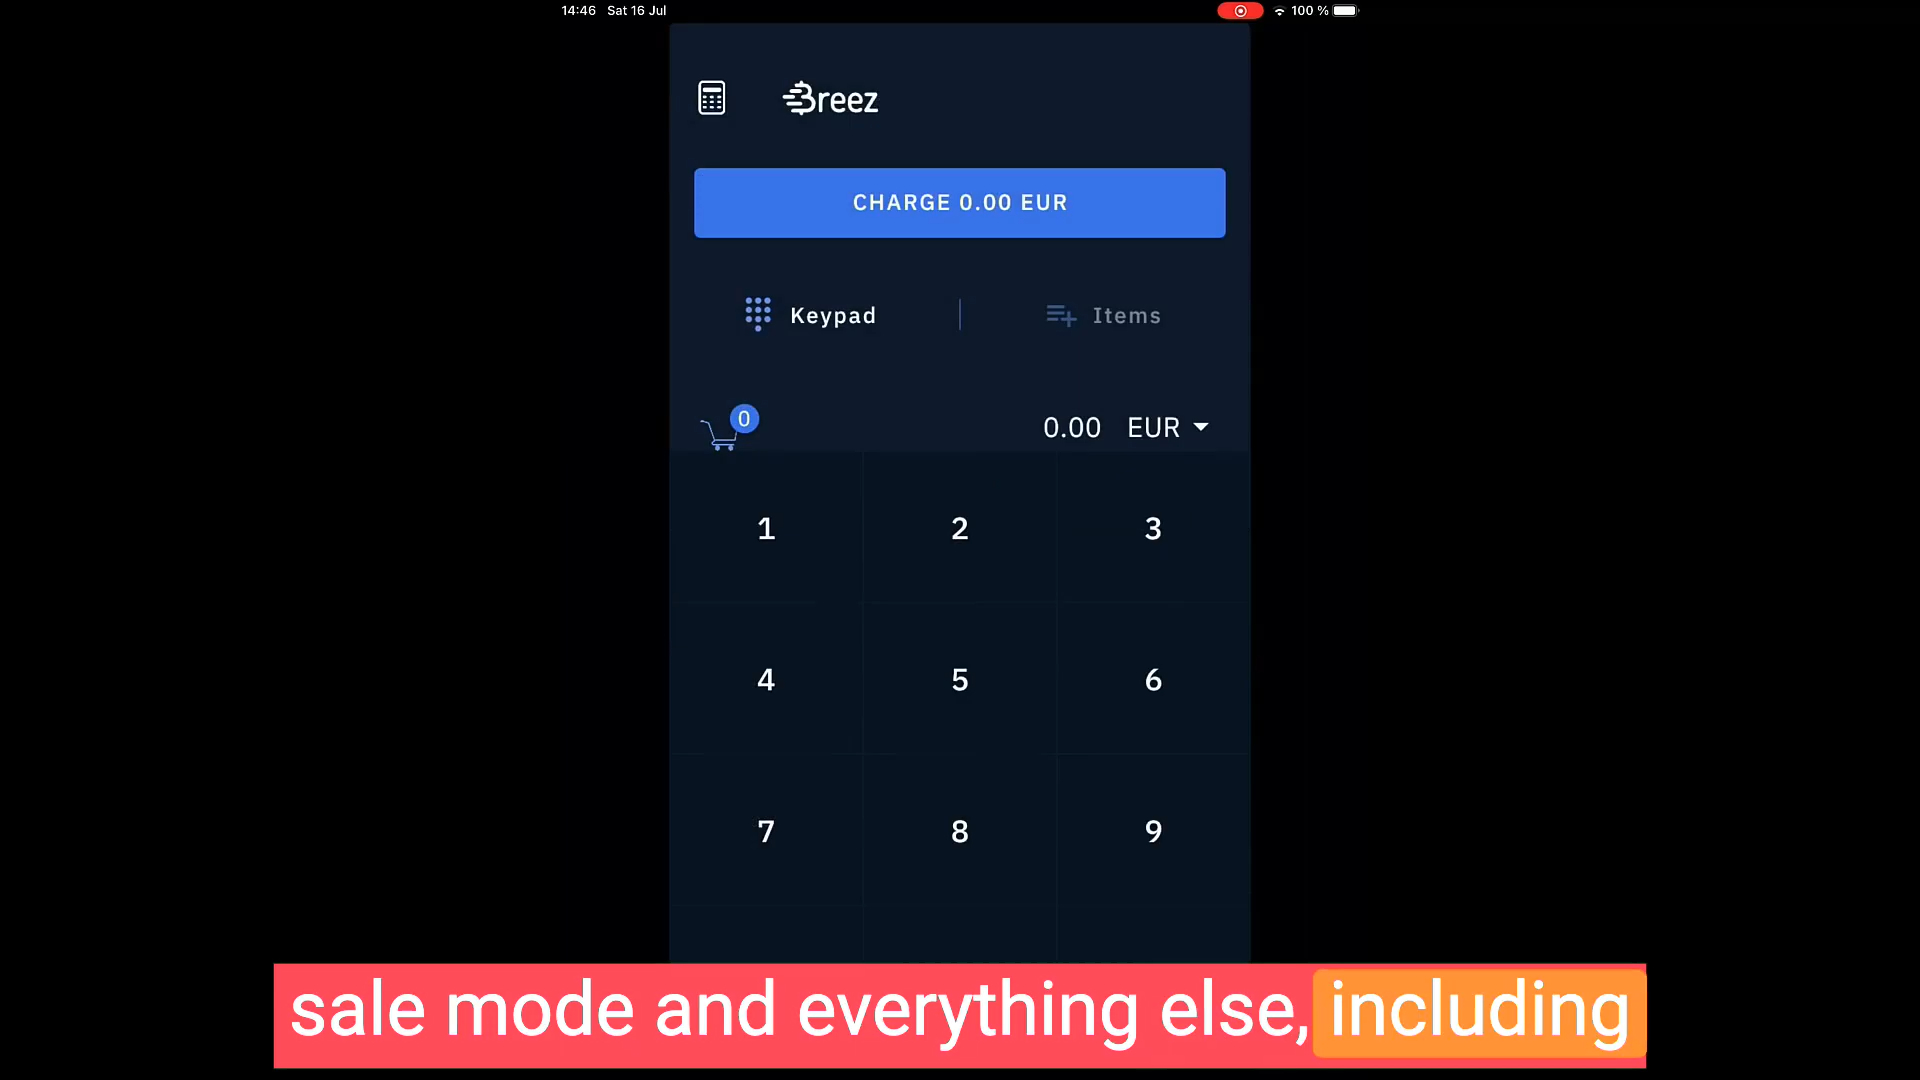 14:46 Sat 16 Jul 100 %
Breez
CHARGE 0.00 EUR
Keypad Items
0 0.00 EUR
1 2 3
4 5 6
7 8 9
sale mode and everything else, including